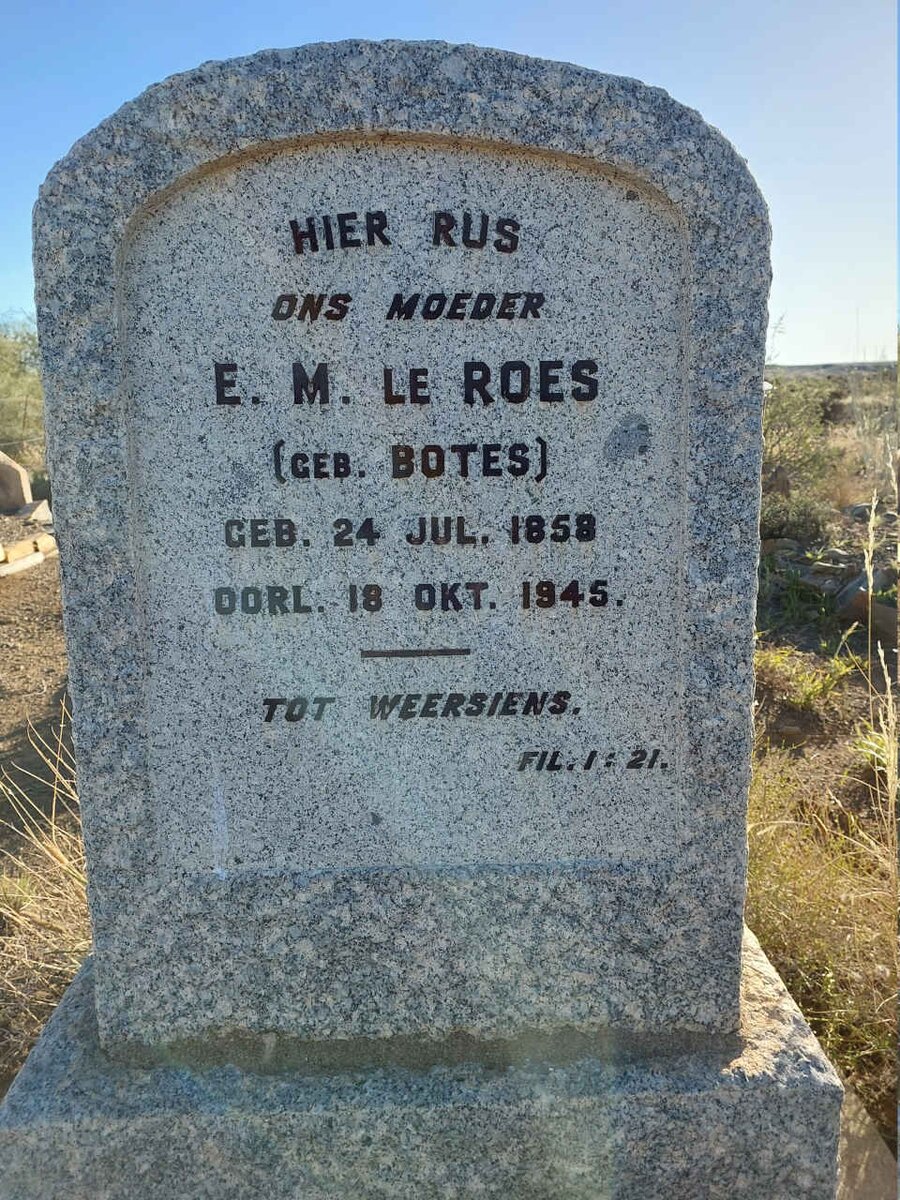 HIER RUS
ONS MOEDER
E. M. LE ROES
(GEB. BOTES)
GEB. 24 JUL. 1858
OORL. 18 OKT. 1945.
TOT WEERSIENS.
FIL. 1 : 21.